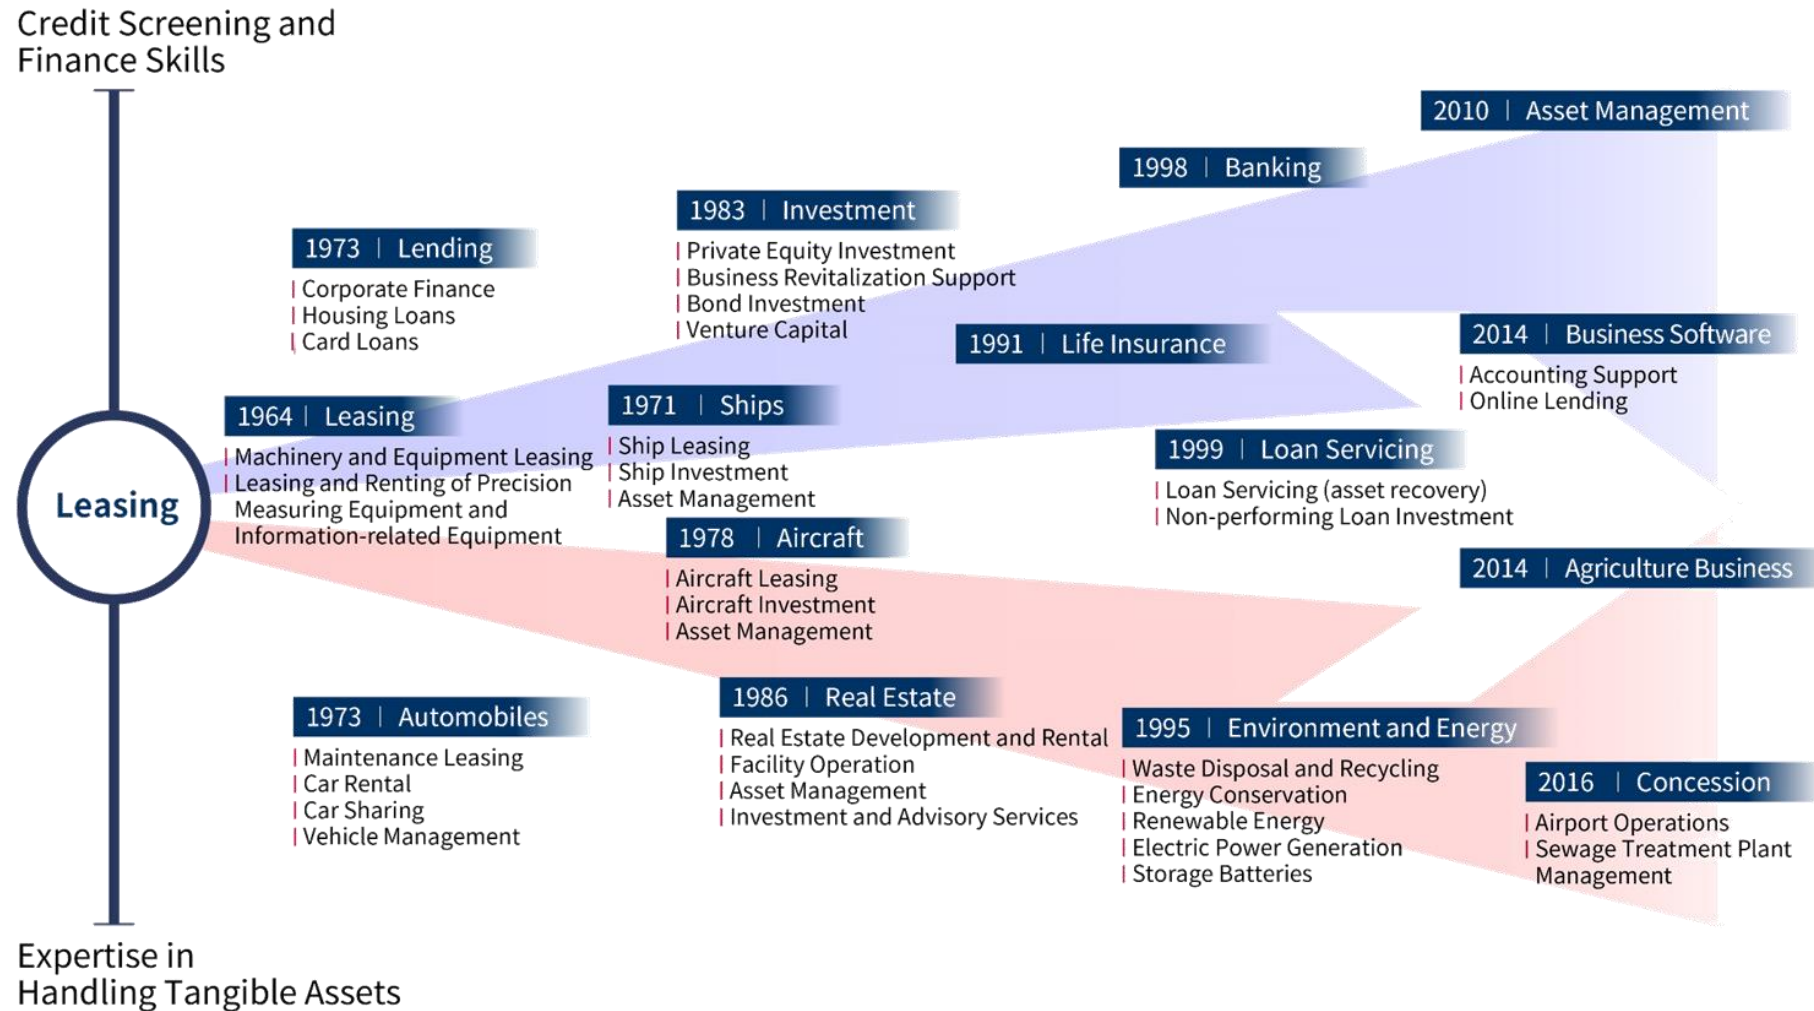 Credit Screening and
Finance Skills
2010 | Asset Management
1998 | Banking
1983 | Investment
Private Equity Investment
Business Revitalization Support
Bond Investment
Venture Capital
1973 | Lending
Corporate Finance
Housing Loans
Card Loans
1991 | Life Insurance
2014 | Business Software
Accounting Support
Online Lending
1964 | Leasing
Machinery and Equipment Leasing
Leasing and Renting of Precision
Measuring Equipment and
Information-related Equipment
1971 | Ships
Ship Leasing
Ship Investment
Asset Management
1999 | Loan Servicing
Loan Servicing (asset recovery)
Non-performing Loan Investment
Leasing
1978 | Aircraft
Aircraft Leasing
Aircraft Investment
Asset Management
2014 | Agriculture Business
1973 | Automobiles
Maintenance Leasing
Car Rental
Car Sharing
Vehicle Management
1986 | Real Estate
Real Estate Development and Rental
Facility Operation
Asset Management
Investment and Advisory Services
1995 | Environment and Energy
Waste Disposal and Recycling
Energy Conservation
Renewable Energy
Electric Power Generation
Storage Batteries
2016 | Concession
Airport Operations
Sewage Treatment Plant
Management
Expertise in
Handling Tangible Assets